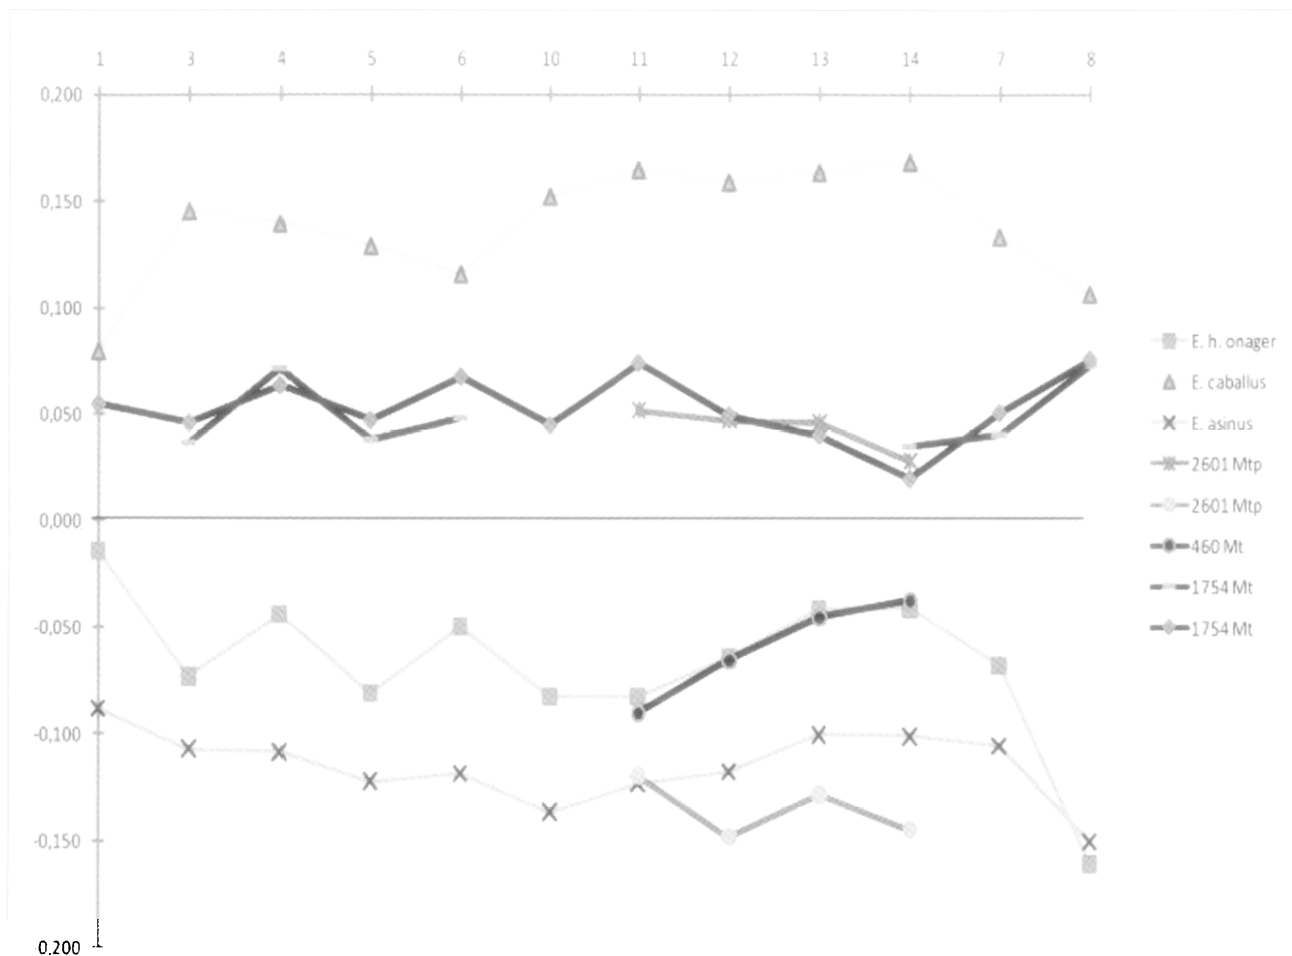 1 3 4 5 6 10 11 12 13 14 7 8
0,200
0,150
0,100
0,050
0,000
-0,050
-0,100
-0,150
0,200
E. h. onager
E. caballus
E. asinus
2601 Mtp
2601 Mtp
460 Mt
1754 Mt
1754 Mt